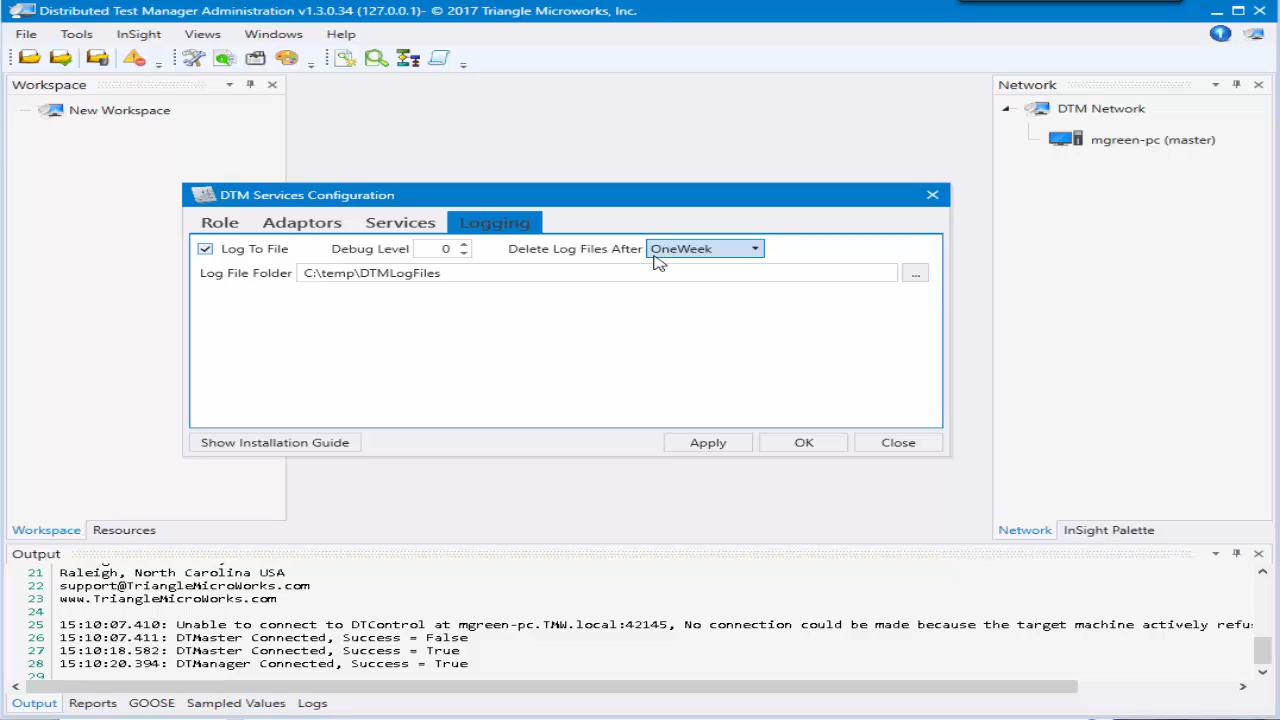 Distributed Test Manager Administration v1.3.0.34 (127.0.0.1)- © 2017 Triangle Microworks, Inc.
File Tools InSight Views Windows Help
Workspace
New Workspace
Network
DTM Network
mgreen-pc (master)
DTM Services Configuration
Role Adaptors Services Logging
Log To File Debug Level 0 Delete Log Files After OneWeek
Log File Folder C:\temp\DTMLogFiles ...
Show Installation Guide Apply OK Close
Workspace Resources
Network InSight Palette
Output
21 Raleigh, North Carolina USA
22 support@TriangleMicroWorks.com
23 www.TriangleMicroWorks.com
24
25 15:10:07.410: Unable to connect to DTControl at mgreen-pc.TMW.local:42145, No connection could be made because the target machine actively refu
26 15:10:07.411: DTMaster Connected, Success = False
27 15:10:18.582: DTMaster Connected, Success = True
28 15:10:20.394: DTManager Connected, Success = True
29
Output Reports GOOSE Sampled Values Logs